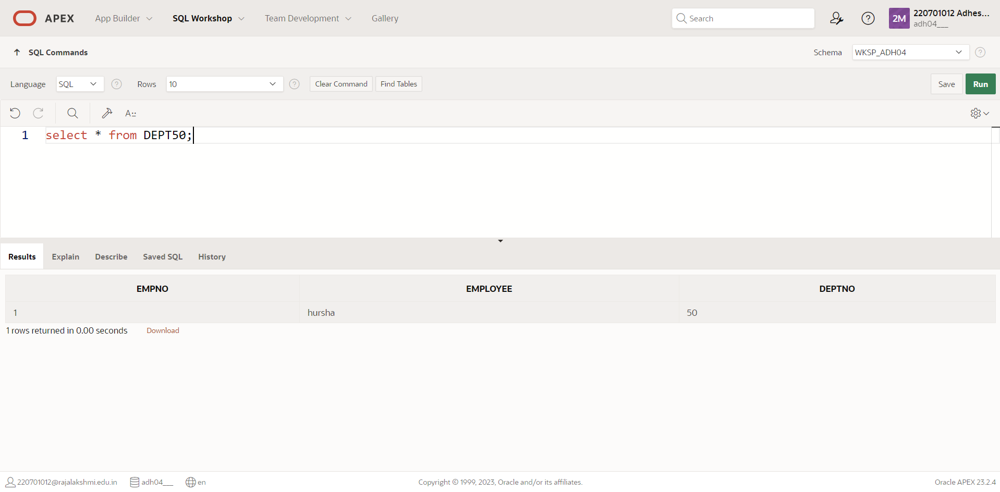 APEX App Builder SQL Workshop Team Development Gallery Search 2M 220701012 Adhes...
adh04___
SQL Commands Schema WKSP_ADH04
Language SQL Rows 10 Clear Command Find Tables Save Run
A::
1 select * from DEPT50;
Results Explain Describe Saved SQL History
EMPNO EMPLOYEE DEPTNO
1 hursha 50
1 rows returned in 0.00 seconds Download
220701012@rajalakshmi.edu.in adh04___ en Copyright © 1999, 2023, Oracle and/or its affiliates. Oracle APEX 23.2.4